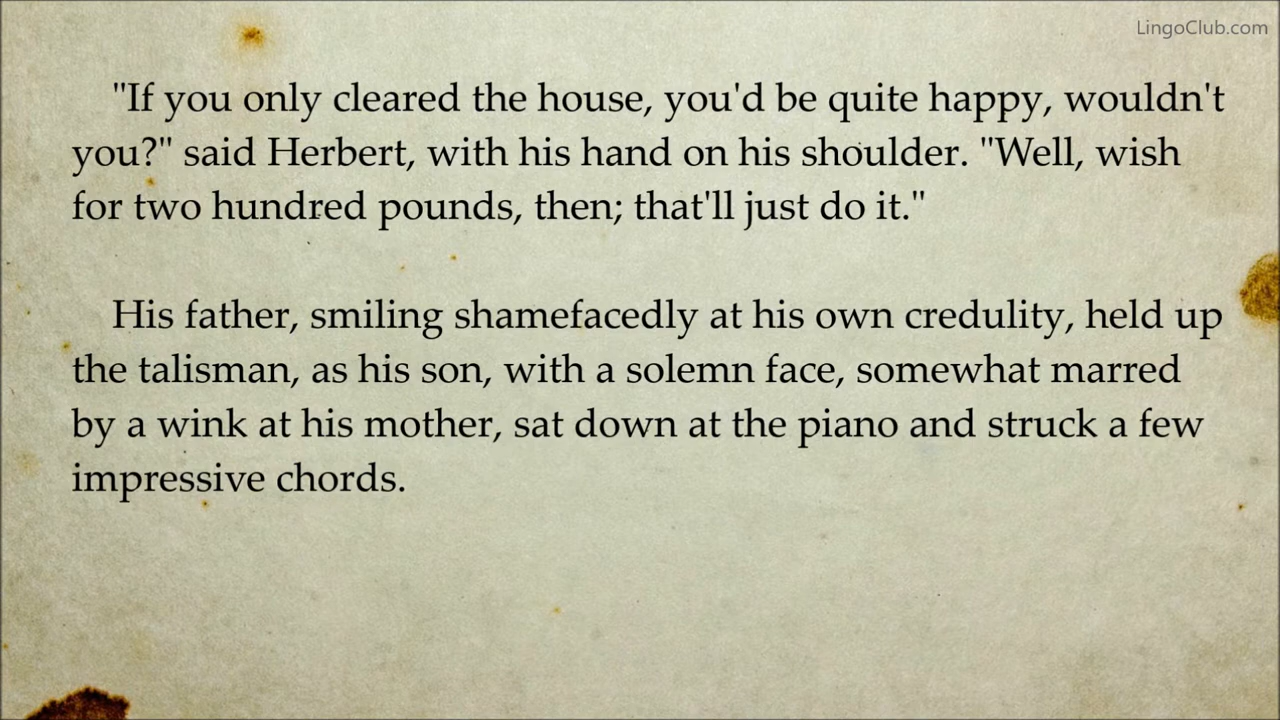 LingoClub.com
"If you only cleared the house, you'd be quite happy, wouldn't
you?" said Herbert, with his hand on his shoulder. "Well, wish
for two hundred pounds, then; that'll just do it."
His father, smiling shamefacedly at his own credulity, held up
the talisman, as his son, with a solemn face, somewhat marred
by a wink at his mother, sat down at the piano and struck a few
impressive chords.